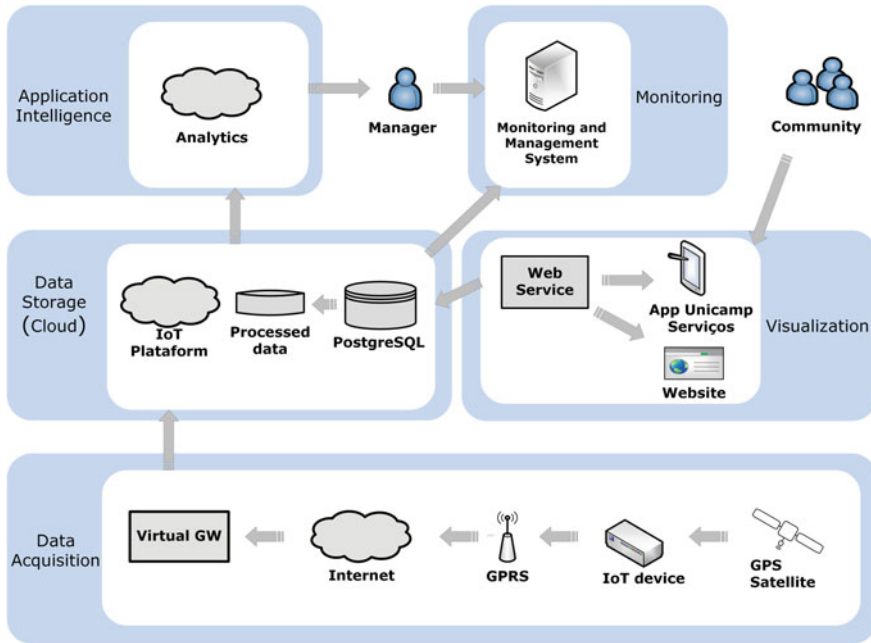 Application
Intelligence
Analytics
Manager
Monitoring and
Management
System
Monitoring
Community
Data
Storage
(Cloud)
IoT
Plataform
Processed
data
PostgreSQL
Web
Service
App Unicamp
Serviços
Website
Visualization
Data
Acquisition
Virtual GW
Internet
GPRS
IoT device
GPS
Satellite